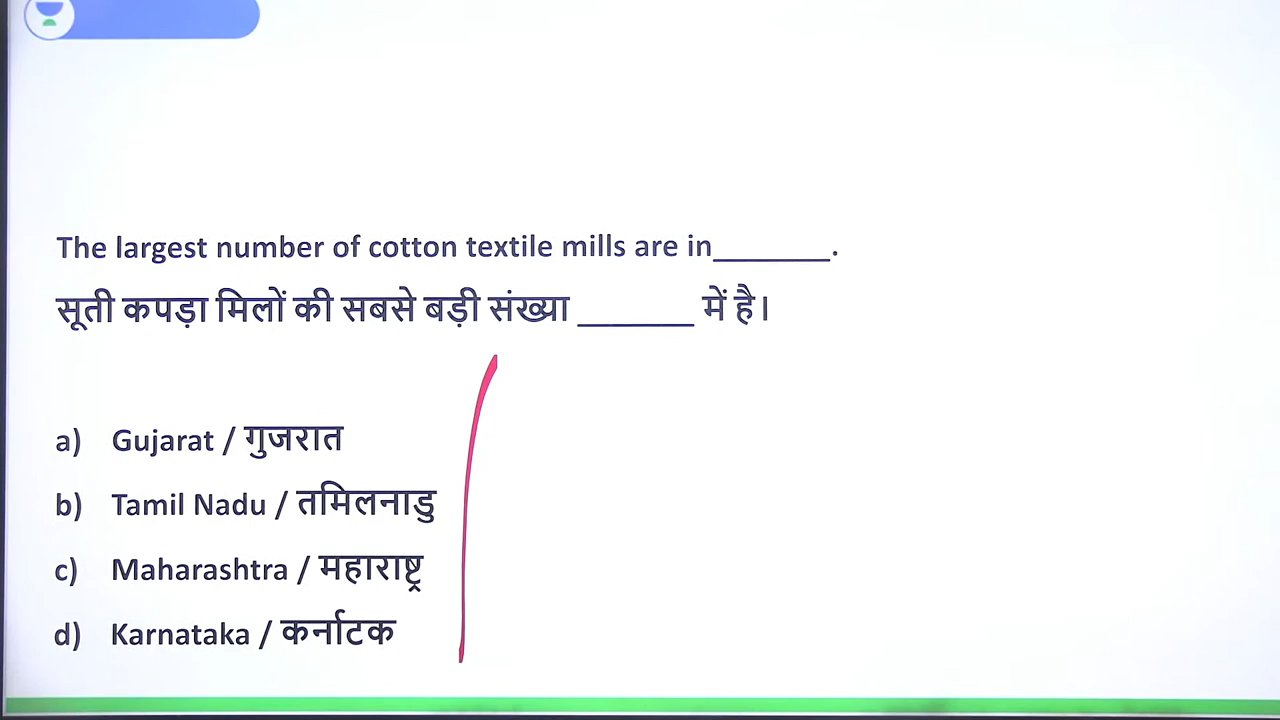 The largest number of cotton textile mills are in________.
सूती कपड़ा मिलों की सबसे बड़ी संख्या ________ में है।
a) Gujarat / गुजरात
b) Tamil Nadu / तमिलनाडु
c) Maharashtra / महाराष्ट्र
d) Karnataka / कर्नाटक